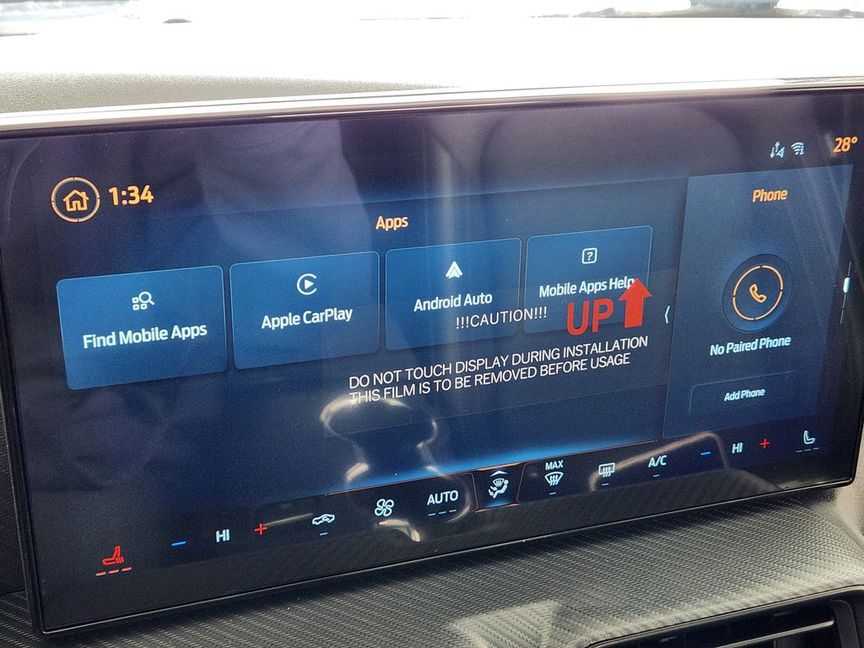 1:34
28°
Apps
Phone
Find Mobile Apps
Apple CarPlay
Android Auto
Mobile Apps Help
!!!CAUTION!!!
UP
DO NOT TOUCH DISPLAY DURING INSTALLATION
THIS FILM IS TO BE REMOVED BEFORE USAGE
No Paired Phone
Add Phone
HI
AUTO
MAX
A/C
HI